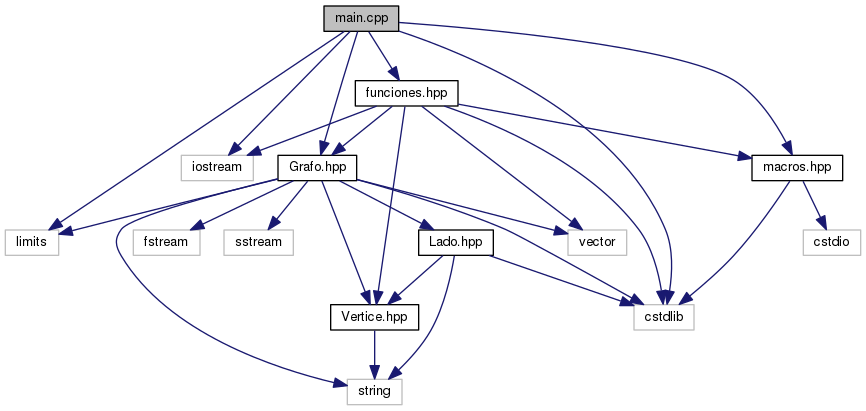 main.cpp
funciones.hpp
iostream
Grafo.hpp
macros.hpp
limits
fstream
sstream
Lado.hpp
vector
cstdio
Vertice.hpp
cstdlib
string